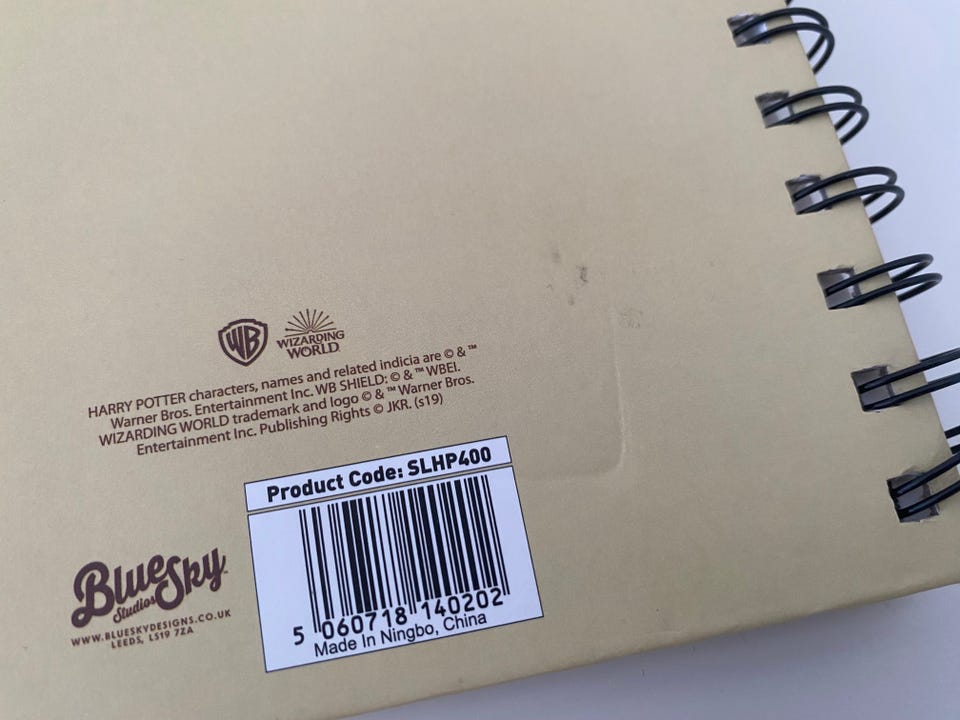 WB
WIZARDING
WORLD
HARRY POTTER characters, names and related indicia are © & ™
Warner Bros. Entertainment Inc. WB SHIELD: © & ™ WBEI.
WIZARDING WORLD trademark and logo © & ™ Warner Bros.
Entertainment Inc. Publishing Rights © JKR. (s19)
Product Code: SLHP400
5 060718 140202
Made In Ningbo, China
BlueSky
Studios
WWW.BLUESKYDESIGNS.CO.UK
LEEDS, LS19 7ZA